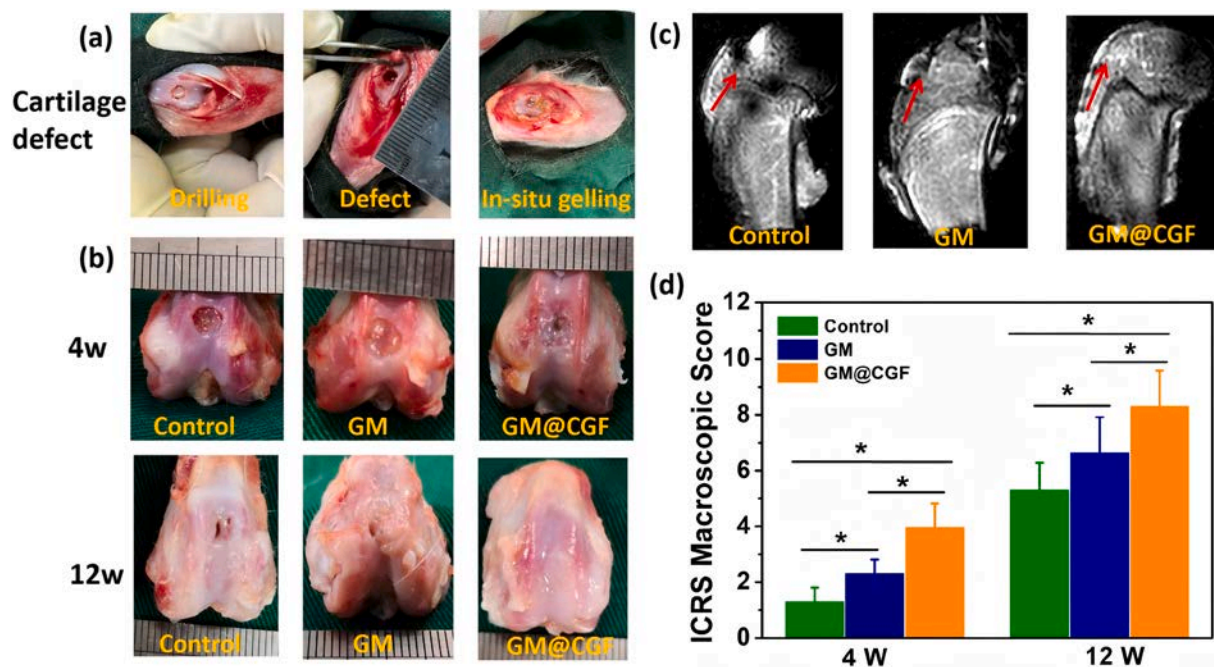 (a)
Cartilage
defect
Drilling
Defect
In-situ gelling
(b)
4w
Control
GM
GM@CGF
12w
Control
GM
GM@CGF
(c)
Control
GM
GM@CGF
(d)
ICRS Macroscopic Score
12
10
8
6
4
2
0
Control
GM
GM@CGF
*
*
*
*
*
*
4 W
12 W